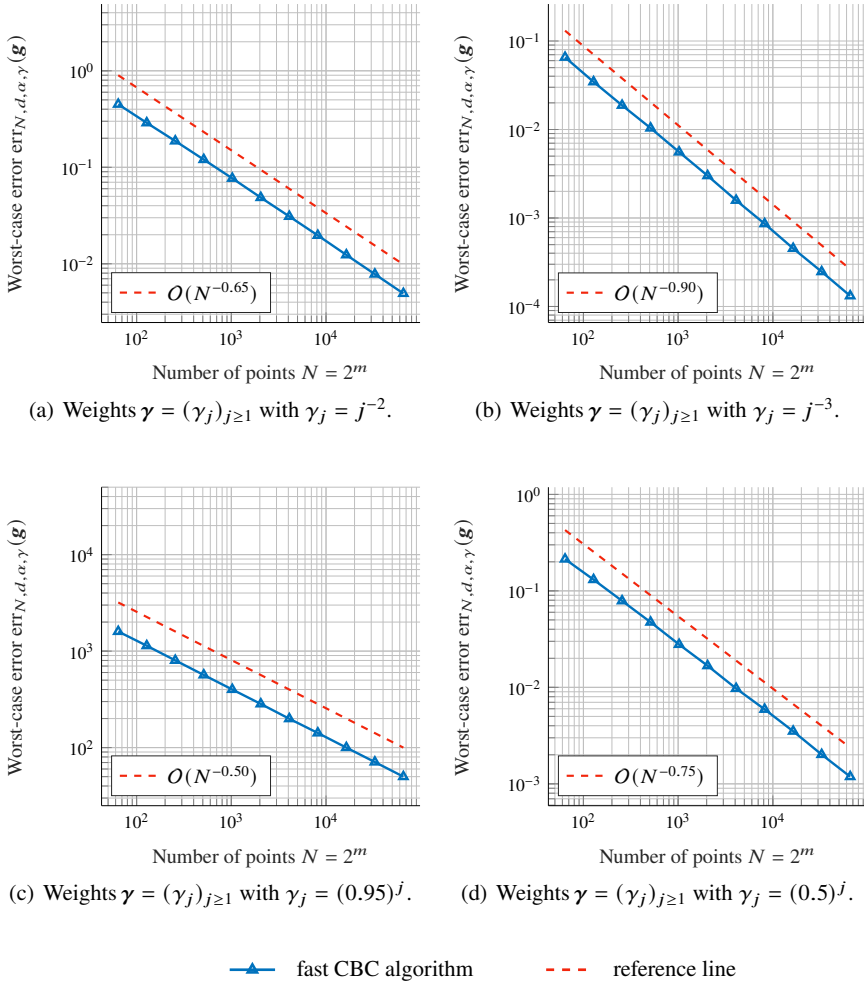 Worst-case error err_{N,d,α,γ}(g)
10^0
10^{-1}
10^{-2}
O(N^{-0.65})
10^2 10^3 10^4
Number of points N = 2^m
(a) Weights γ = (γ_j)_{j≥1} with γ_j = j^{-2}.
Worst-case error err_{N,d,α,γ}(g)
10^{-1}
10^{-2}
10^{-3}
10^{-4}
O(N^{-0.90})
10^2 10^3 10^4
Number of points N = 2^m
(b) Weights γ = (γ_j)_{j≥1} with γ_j = j^{-3}.
Worst-case error err_{N,d,α,γ}(g)
10^4
10^3
10^2
O(N^{-0.50})
10^2 10^3 10^4
Number of points N = 2^m
(c) Weights γ = (γ_j)_{j≥1} with γ_j = (0.95)^j.
Worst-case error err_{N,d,α,γ}(g)
10^0
10^{-1}
10^{-2}
10^{-3}
O(N^{-0.75})
10^2 10^3 10^4
Number of points N = 2^m
(d) Weights γ = (γ_j)_{j≥1} with γ_j = (0.5)^j.
fast CBC algorithm reference line